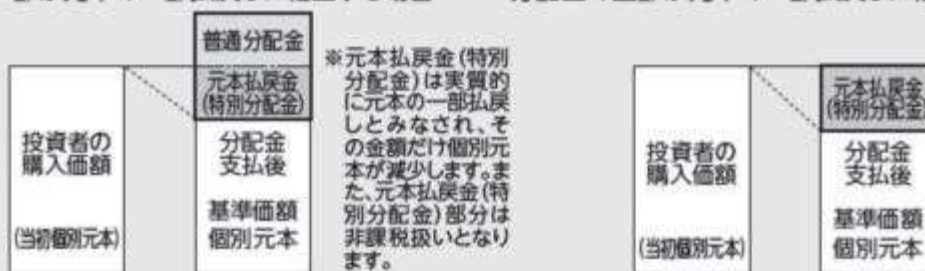 普通分配金
元本払戻金
(特別分配金)
投資者の
購入価額
(当初個別元本)
分配金
支払後
基準価額
個別元本
※元本払戻金(特別
分配金)は実質的
に元本の一部払戻
しとみなされ、そ
の金額だけ個別元
本が減少します。ま
た、元本払戻金(特
別分配金)部分は
非課税扱いとなり
ます。
投資者の
購入価額
(当初個別元本)
元本払戻金
(特別分配金)
分配金
支払後
基準価額
個別元本